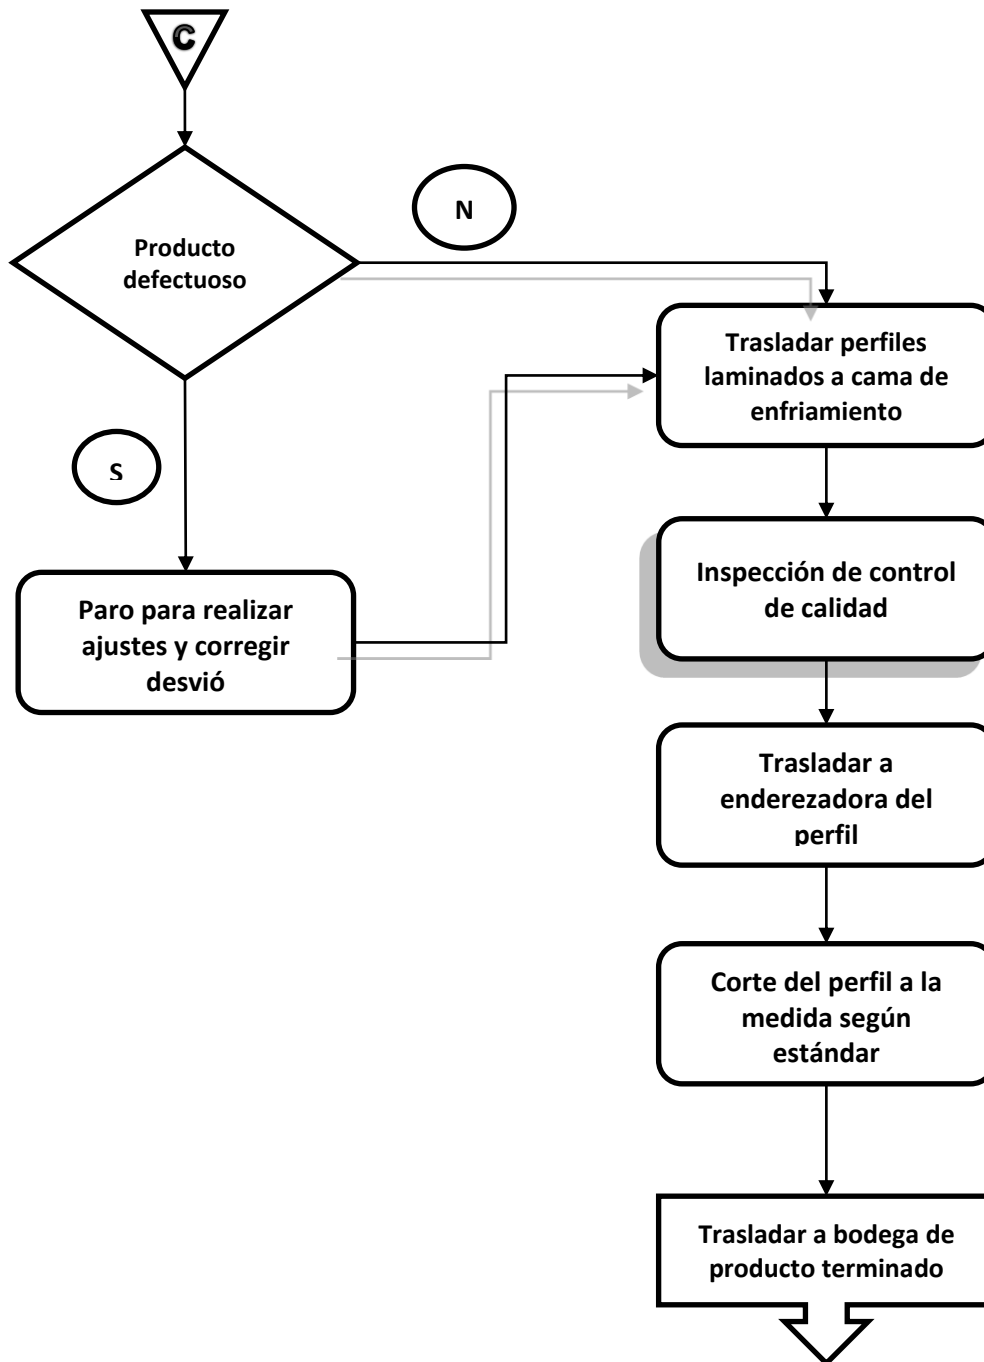 C
N
Producto
defectuoso
Trasladar perfiles
laminados a cama de
enfriamiento
S
Inspección de control
de calidad
Paro para realizar
ajustes y corregir
desvió
Trasladar a
enderezadora del
perfil
Corte del perfil a la
medida según
estándar
Trasladar a bodega de
producto terminado